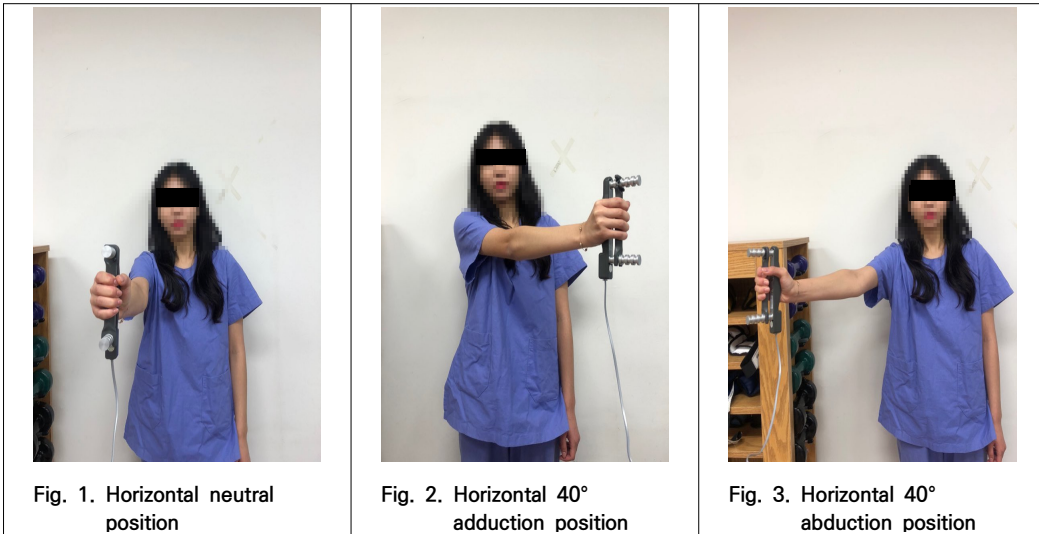 Fig. 1. Horizontal neutral
position
Fig. 2. Horizontal 40°
adduction position
Fig. 3. Horizontal 40°
abduction position